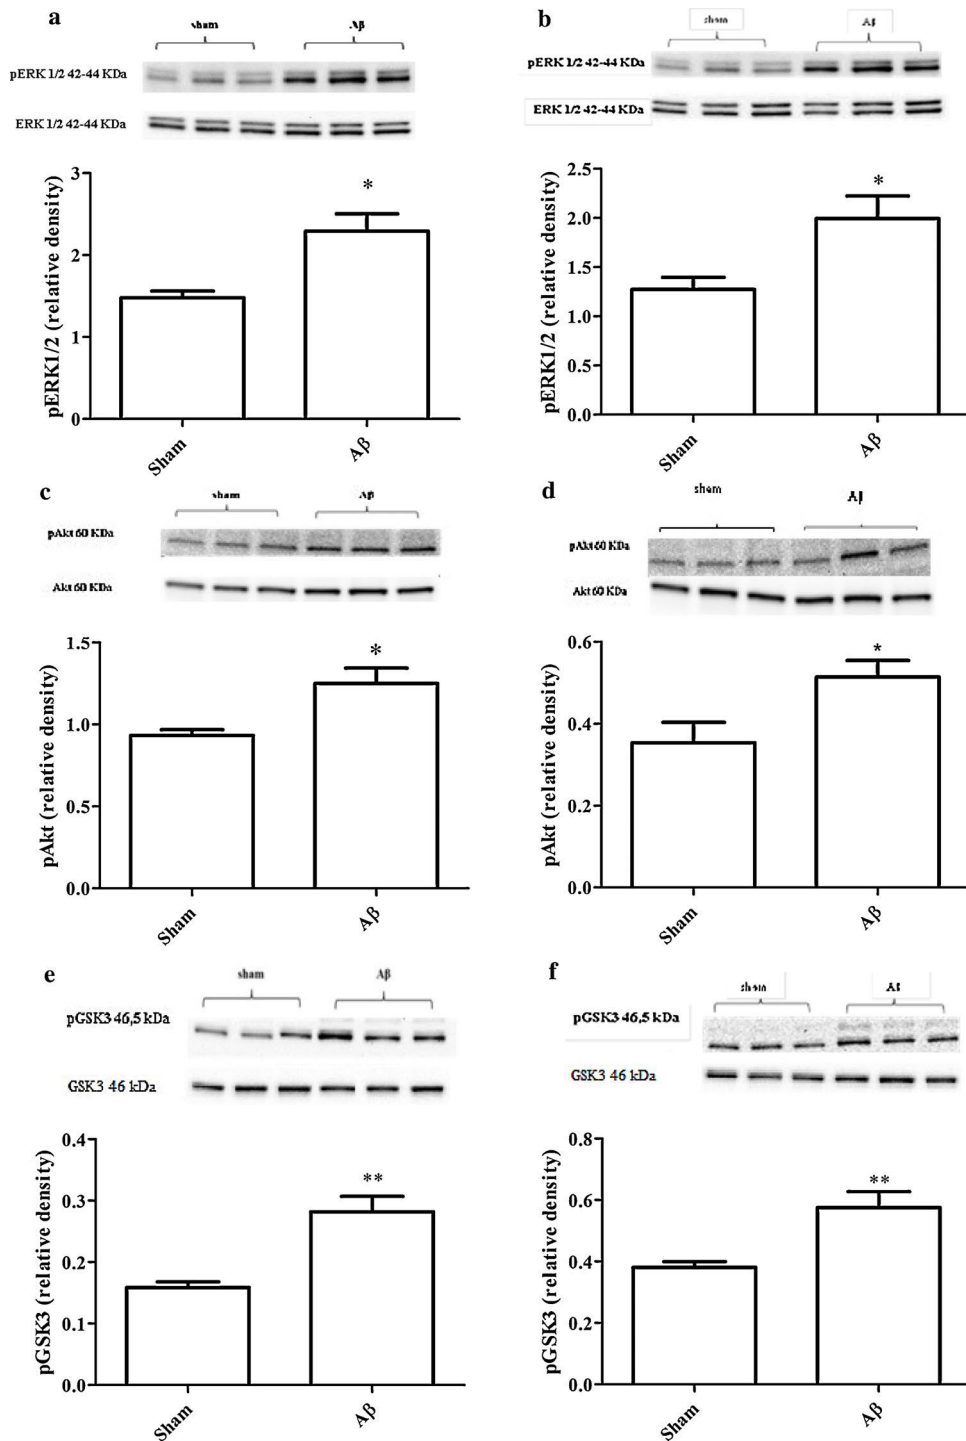 a
sham Aβ
pERK 1/2 42-44 KDa
ERK 1/2 42-44 KDa
3
2
1
0
pERK1/2 (relative density)
*
Sham
Aβ
b
sham Aβ
pERK 1/2 42-44 KDa
ERK 1/2 42-44 KDa
2.5
2.0
1.5
1.0
0.5
0.0
pERK1/2 (relative density)
*
Sham
Aβ
c
sham Aβ
pAkt 60 KDa
Akt 60 KDa
1.5
1.0
0.5
0.0
pAkt (relative density)
*
Sham
Aβ
d
sham
pAkt 60 KDa
Akt 60 KDa
0.6
0.4
0.2
0.0
pAkt (relative density)
*
Sham
Aβ
e
sham Aβ
pGSK3 46,5 kDa
GSK3 46 kDa
0.4
0.3
0.2
0.1
0.0
pGSK3 (relative density)
**
Sham
Aβ
f
sham Aβ
pGSK3 46,5 kDa
GSK3 46 kDa
0.8
0.6
0.4
0.2
0.0
pGSK3 (relative density)
**
Sham
Aβ